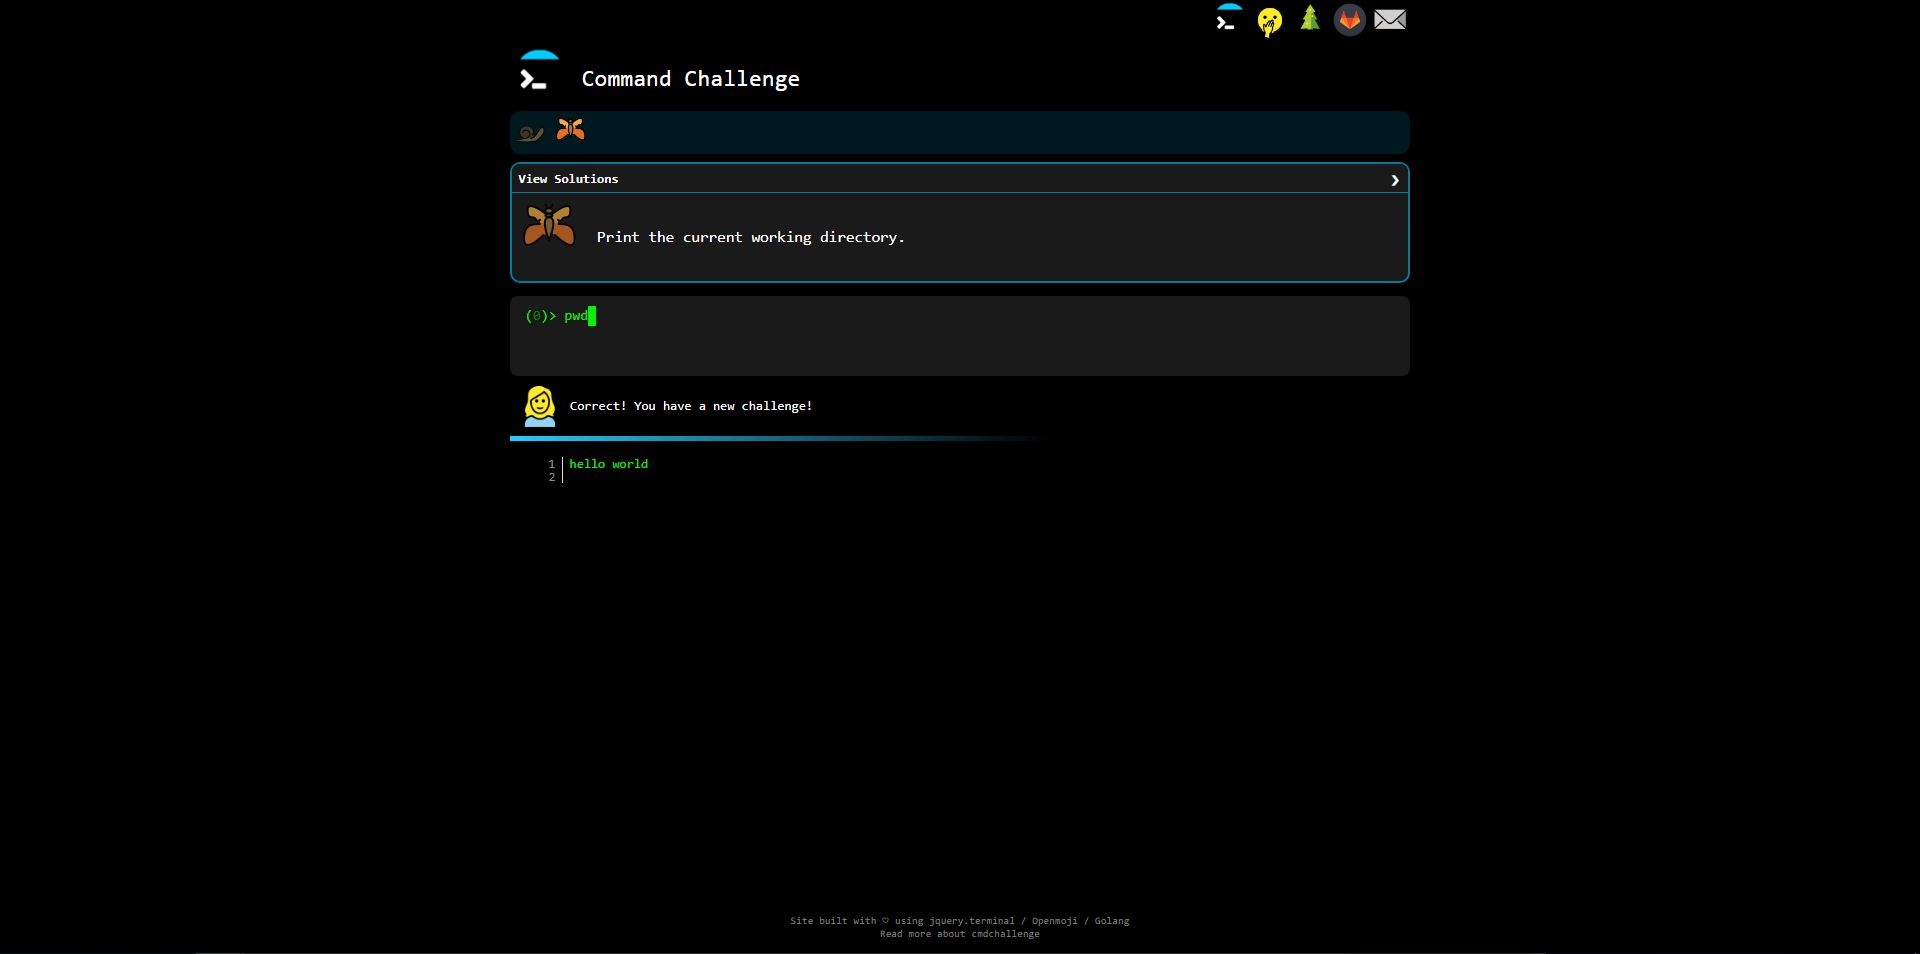 Command Challenge
View Solutions
Print the current working directory.
(0)> pwd
Correct! You have a new challenge!
1 hello world
2
Site built with ♡ using jquery.terminal / Openmoji / Golang
Read more about cmdchallenge